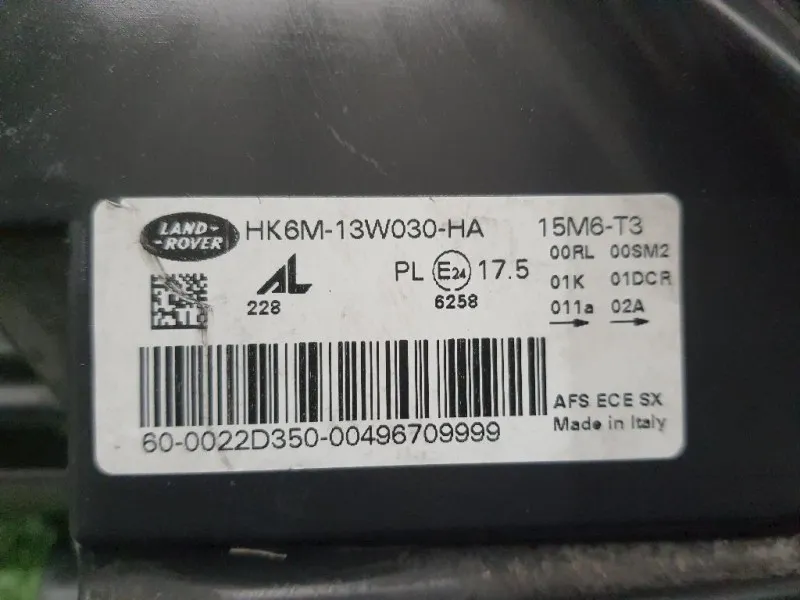 LAND-
-ROVER
HK6M-13W030-HA
15M6-T3
00RL 00SM2
01K 01DCR
011a 02A
AL
228
PL E24 17.5
6258
60-0022D350-00496709999
AFS ECE SX
Made in Italy